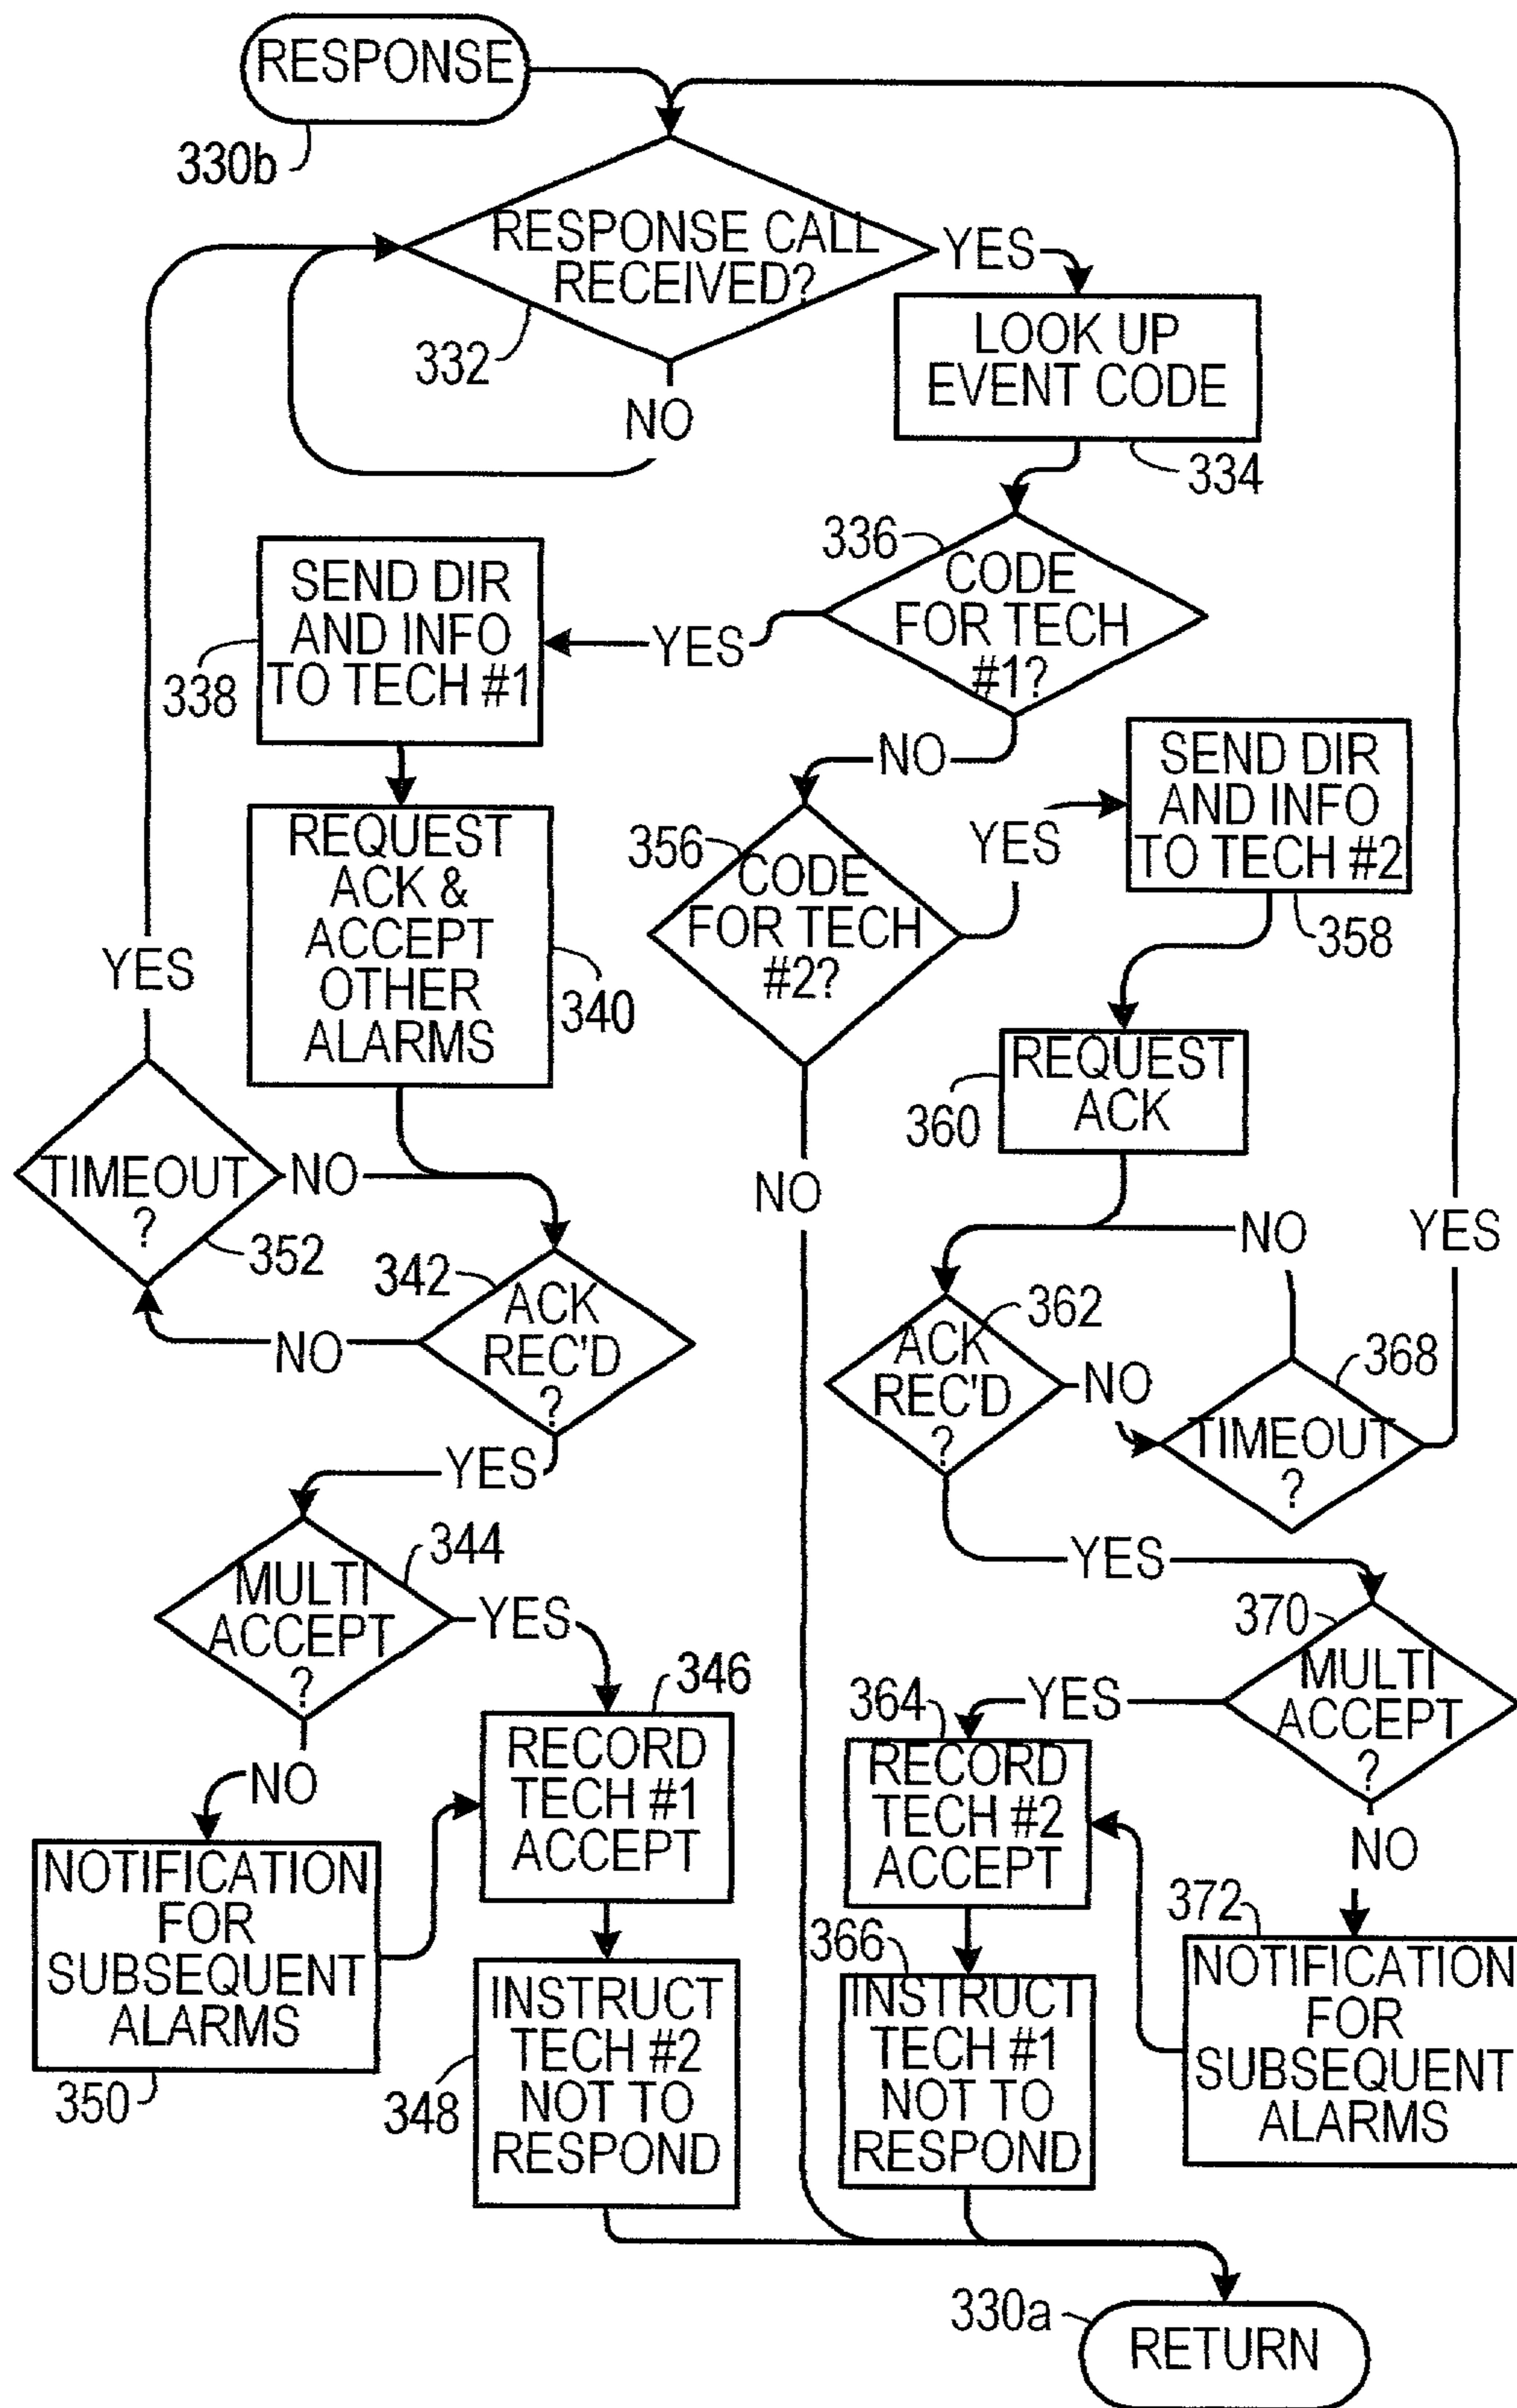 RESPONSE
330b
RESPONSE CALL
RECEIVED?
332
YES
NO
LOOK UP
EVENT CODE
334
336
CODE
FOR TECH
#1?
YES
NO
SEND DIR
AND INFO
TO TECH #1
338
REQUEST
ACK &
ACCEPT
OTHER
ALARMS
340
356
CODE
FOR TECH
#2?
YES
NO
SEND DIR
AND INFO
TO TECH #2
358
REQUEST
ACK
360
YES
TIMEOUT
?
352
NO
342
ACK
REC'D
?
NO
YES
362
ACK
REC'D
?
NO
YES
NO
368
TIMEOUT
?
YES
344
MULTI
ACCEPT
?
YES
NO
346
RECORD
TECH #1
ACCEPT
NOTIFICATION
FOR
SUBSEQUENT
ALARMS
350
348
INSTRUCT
TECH #2
NOT TO
RESPOND
370
MULTI
ACCEPT
?
YES
NO
364
RECORD
TECH #2
ACCEPT
366
INSTRUCT
TECH #1
NOT TO
RESPOND
372
NOTIFICATION
FOR
SUBSEQUENT
ALARMS
330a
RETURN